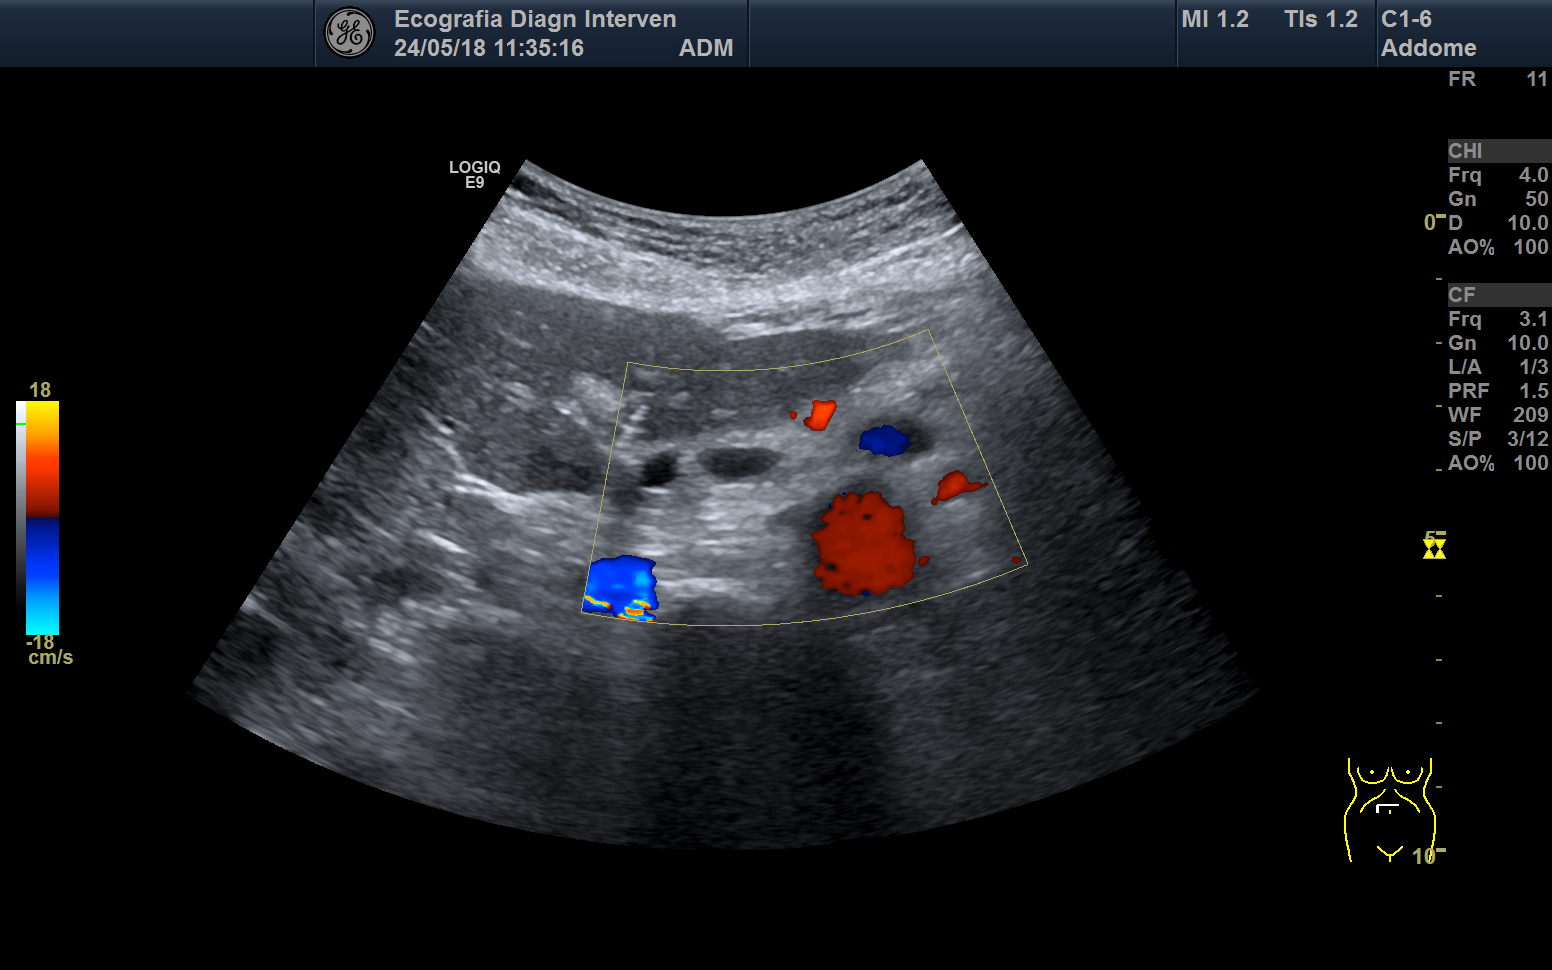 Ecografia Diagn Interven
24/05/18 11:35:16 ADM
MI 1.2 TIs 1.2
C1-6
Addome
FR 11
CHI
Frq 4.0
Gn 50
D 10.0
AO% 100
CF
Frq 3.1
Gn 10.0
L/A 1/3
PRF 1.5
WF 209
S/P 3/12
AO% 100
LOGIQ
E9
18
-18
cm/s
0
5
10